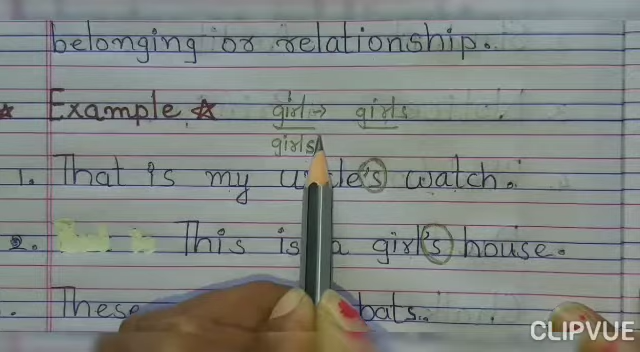 belonging or relationship.
Example girl → girls
girls
1. That is my watch.
2. This is a girl's house.
These bats.
CLIPVUE